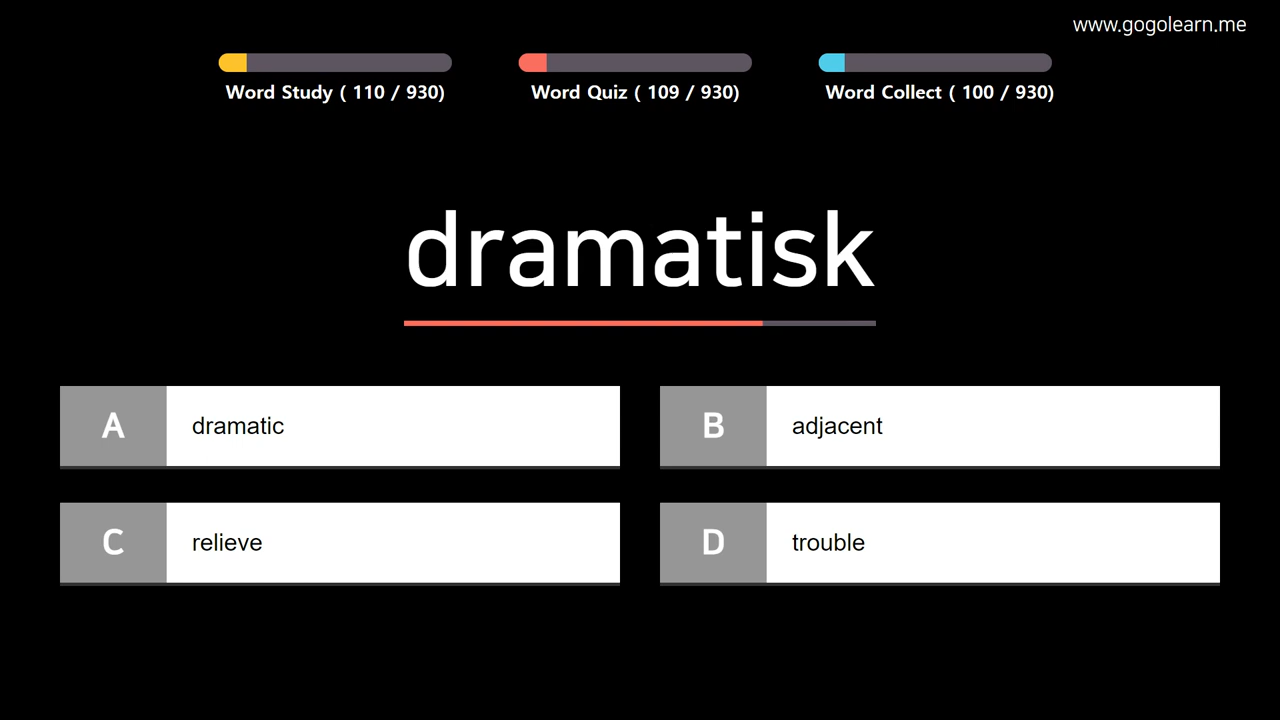 www.gogolearn.me
Word Study ( 110 / 930)
Word Quiz ( 109 / 930)
Word Collect ( 100 / 930)
dramatisk
A dramatic
B adjacent
C relieve
D trouble